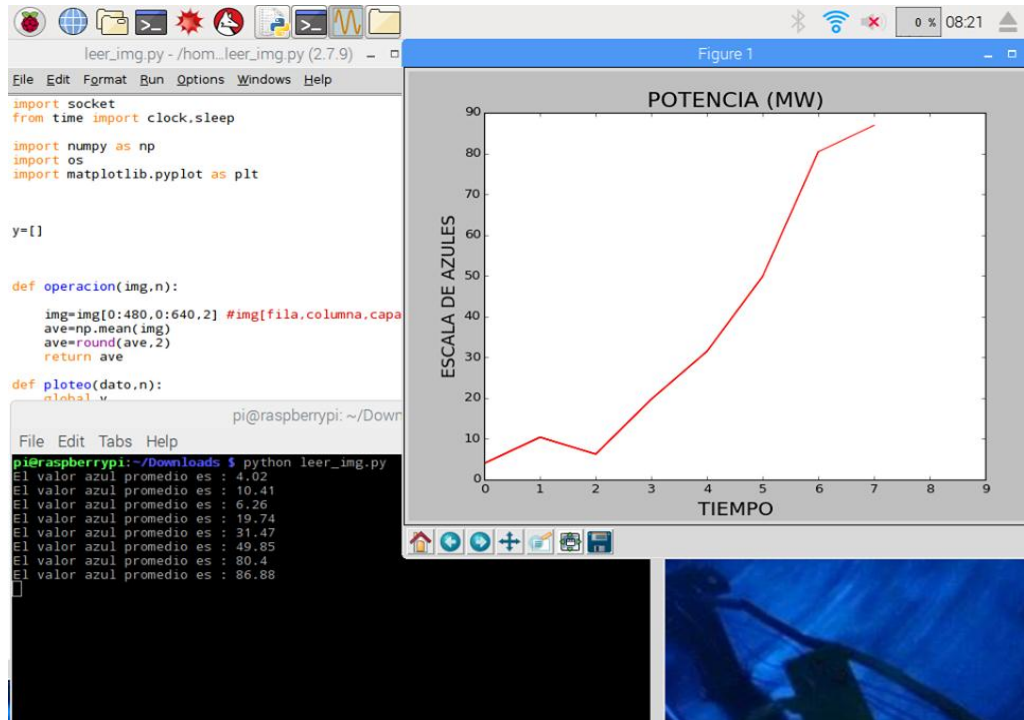 0 % 08:21
leer_img.py - /hom...leer_img.py (2.7.9)
File Edit Format Run Options Windows Help
import socket
from time import clock,sleep
import numpy as np
import os
import matplotlib.pyplot as plt
y=[]
def operacion(img,n):
img=img[0:480,0:640,2] #img[fila,columna,capa
ave=np.mean(img)
ave=round(ave,2)
return ave
def ploteo(dato,n):
global y
Figure 1
POTENCIA (MW)
90
80
70
60
50
40
30
20
10
0
ESCALA DE AZULES
0 1 2 3 4 5 6 7 8 9
TIEMPO
pi@raspberrypi: ~/Down
File Edit Tabs Help
pi@raspberrypi:~/Downloads $ python leer_img.py
El valor azul promedio es : 4.02
El valor azul promedio es : 10.41
El valor azul promedio es : 6.26
El valor azul promedio es : 19.74
El valor azul promedio es : 31.47
El valor azul promedio es : 49.85
El valor azul promedio es : 80.4
El valor azul promedio es : 86.88